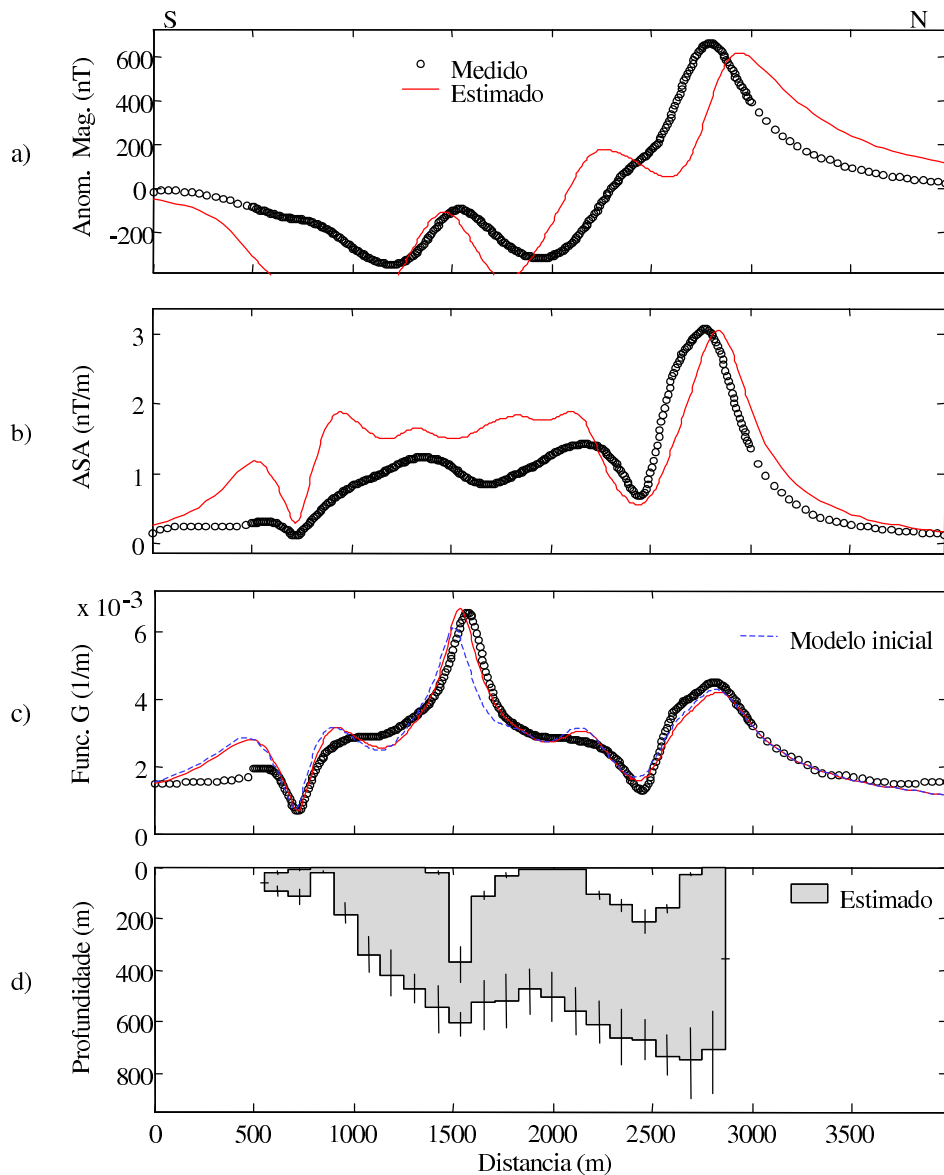 S N
a)
Anom. Mag. (nT)
600
400
200
0
-200
Medido
Estimado
b)
ASA (nT/m)
3
2
1
0
c)
x 10-3
Func. G (1/m)
6
4
2
0
Modelo inicial
d)
Profundidade (m)
0
200
400
600
800
Estimado
0 500 1000 1500 2000 2500 3000 3500
Distancia (m)